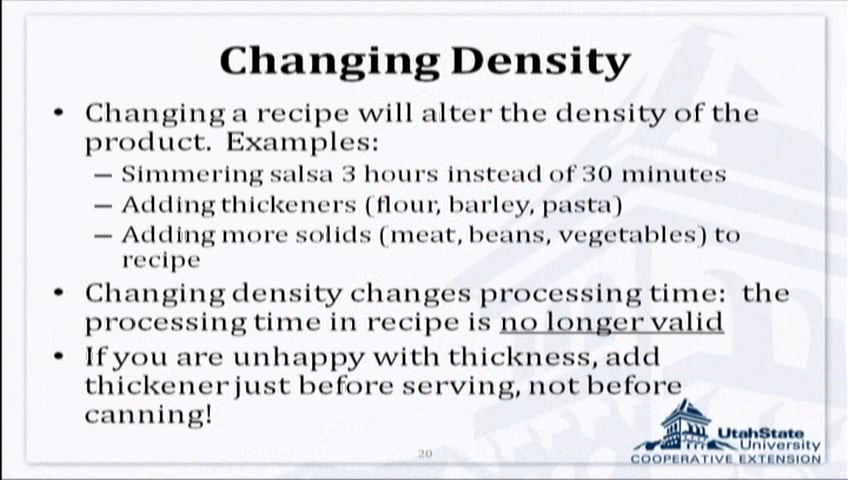 Changing Density
• Changing a recipe will alter the density of the
product. Examples:
– Simmering salsa 3 hours instead of 30 minutes
– Adding thickeners (flour, barley, pasta)
– Adding more solids (meat, beans, vegetables) to
recipe
• Changing density changes processing time: the
processing time in recipe is no longer valid
• If you are unhappy with thickness, add
thickener just before serving, not before
canning!
20
UtahState
University
COOPERATIVE EXTENSION